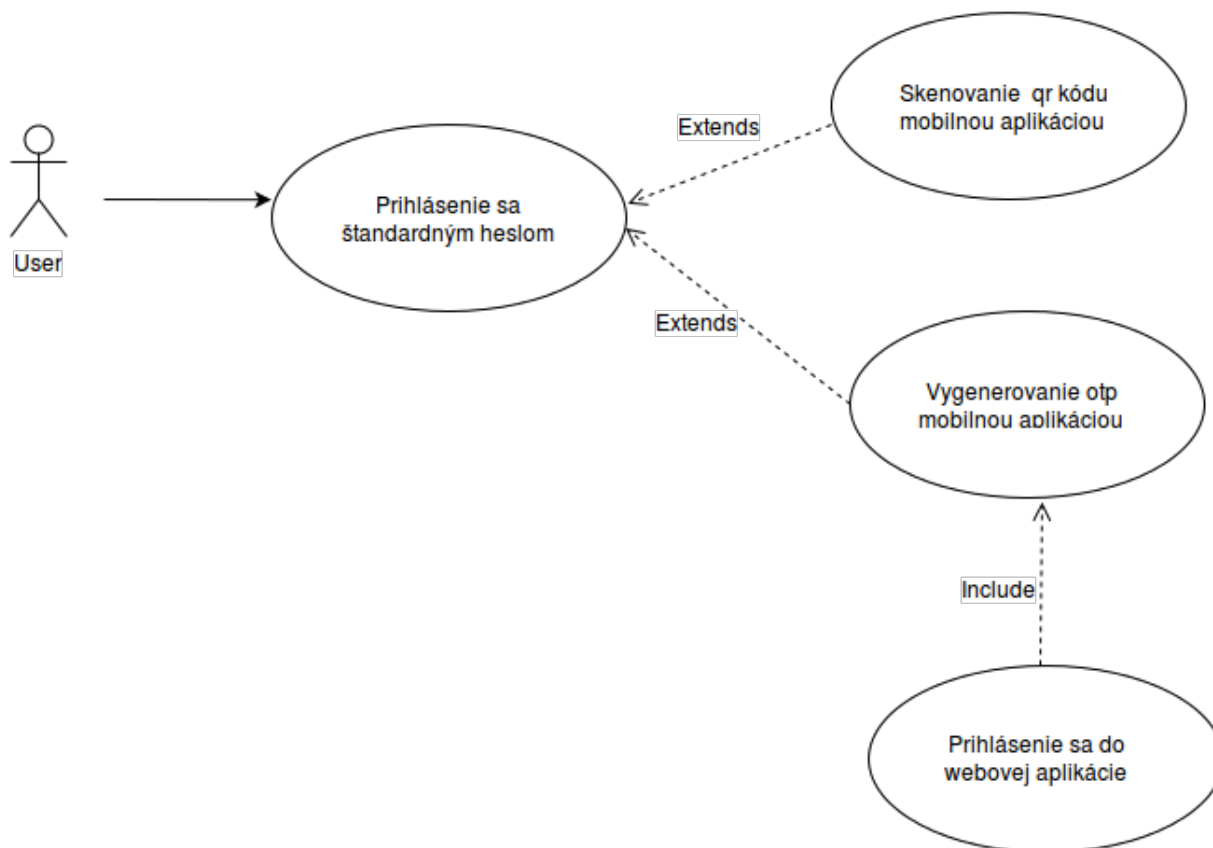 Skenovanie qr kódu
mobilnou aplikáciou
Extends
Prihlásenie sa
štandardným heslom
User
Extends
Vygenerovanie otp
mobilnou aplikáciou
Include
Prihlásenie sa do
webovej aplikácie